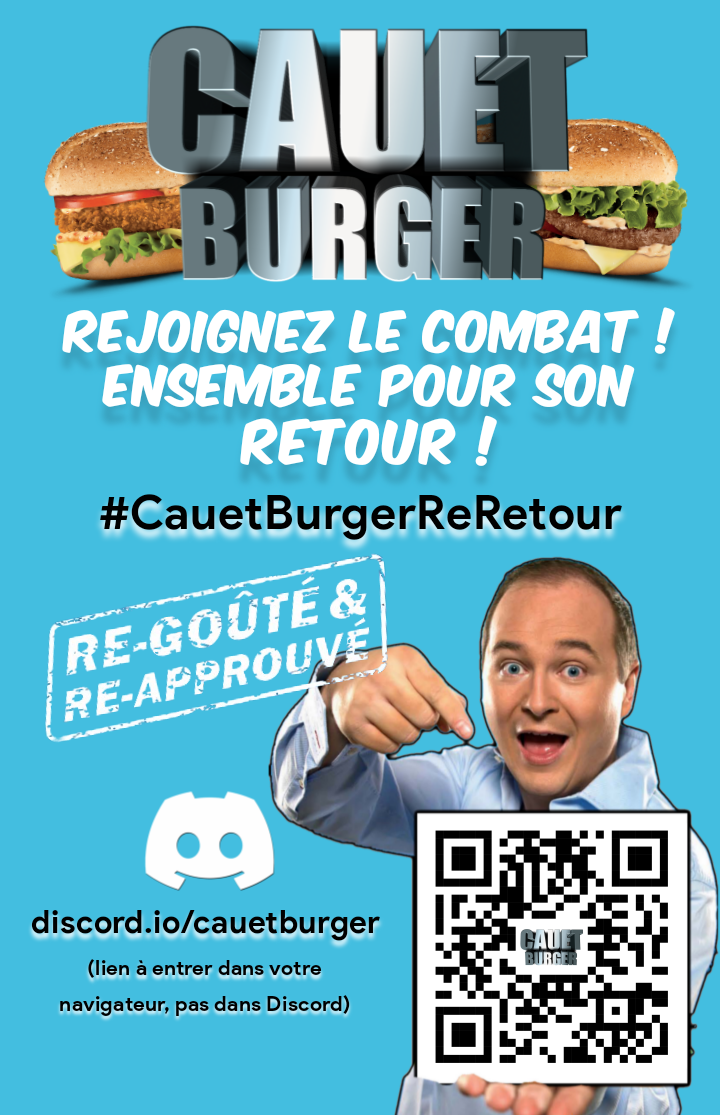 CAUET
BURGER
REJOIGNEZ LE COMBAT !
ENSEMBLE POUR SON
RETOUR !
#CauetBurgerReRetour
RE-GOÛTÉ &
RE-APPROUVÉ
discord.io/cauetburger
(lien à entrer dans votre
navigateur, pas dans Discord)
CAUET
BURGER